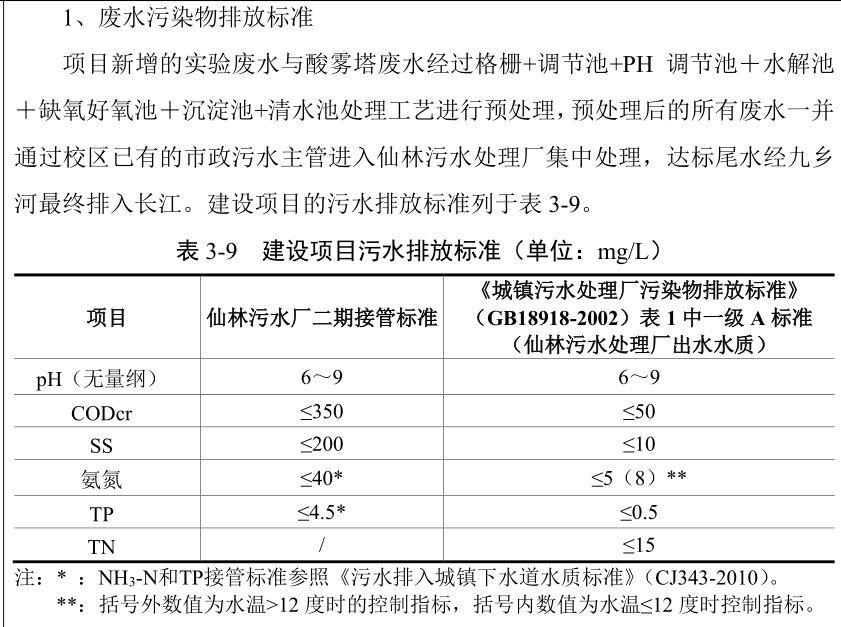 1、废水污染物排放标准
项目新增的实验废水与酸雾塔废水经过格栅+调节池+PH 调节池＋水解池
＋缺氧好氧池＋沉淀池+清水池处理工艺进行预处理，预处理后的所有废水一并
通过校区已有的市政污水主管进入仙林污水处理厂集中处理，达标尾水经九乡
河最终排入长江。建设项目的污水排放标准列于表 3-9。
表 3-9 建设项目污水排放标准（单位：mg/L）
项目 仙林污水厂二期接管标准 《城镇污水处理厂污染物排放标准》
（GB18918-2002）表 1 中一级 A 标准
（仙林污水处理厂出水水质）
pH（无量纲） 6～9 6～9
CODcr ≤350 ≤50
SS ≤200 ≤10
氨氮 ≤40* ≤5（8）**
TP ≤4.5* ≤0.5
TN / ≤15
注：* ：NH₃-N和TP接管标准参照《污水排入城镇下水道水质标准》（CJ343-2010）。
**：括号外数值为水温>12 度时的控制指标，括号内数值为水温≤12 度时控制指标。